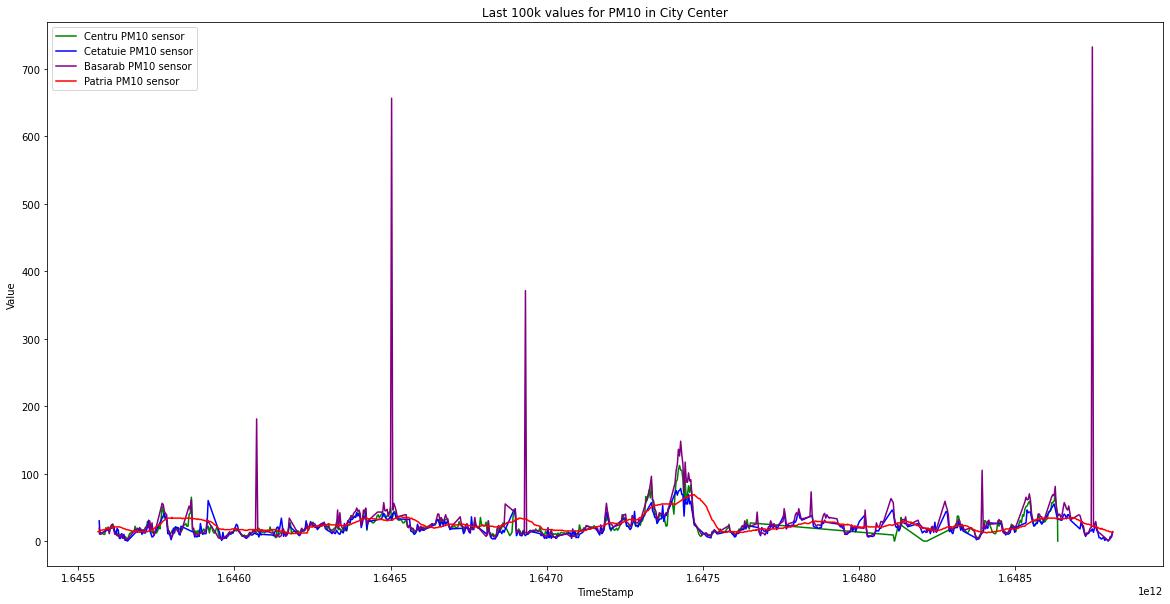 Last 100k values for PM10 in City Center
Centru PM10 sensor
Cetatuie PM10 sensor
Basarab PM10 sensor
Patria PM10 sensor
700
600
500
400
300
200
100
0
Value
1.6455 1.6460 1.6465 1.6470 1.6475 1.6480 1.6485
1e12
TimeStamp